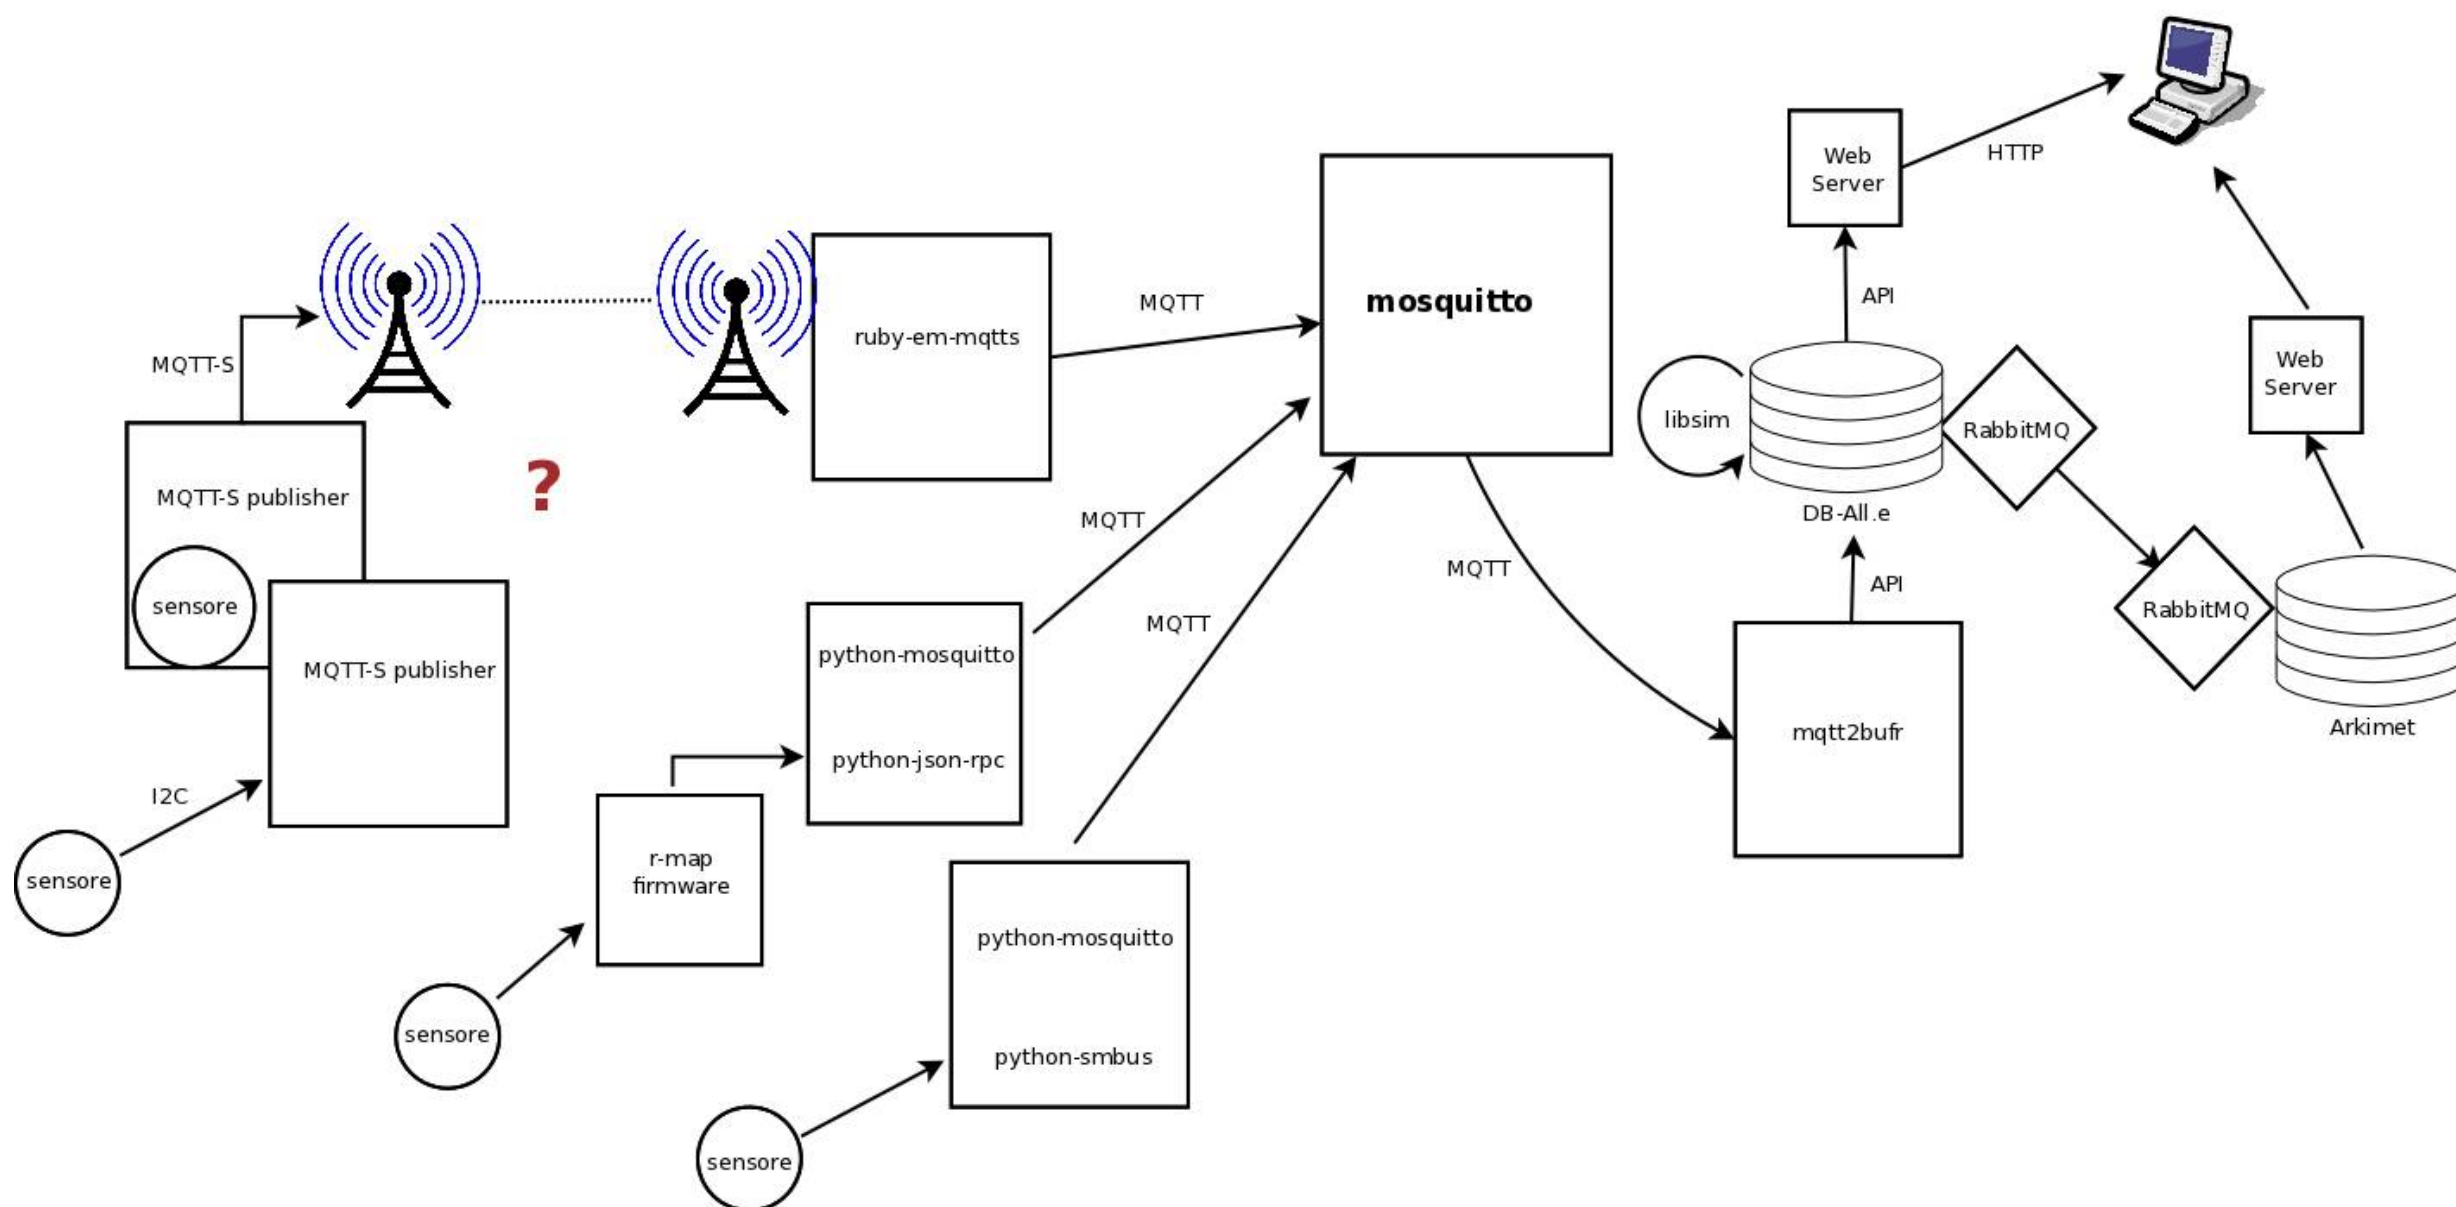 Web
Server
HTTP
mosquitto
MQTT
API
ruby-em-mqtts
MQTT-S
Web
Server
libsim
RabbitMQ
DB-All.e
MQTT-S publisher
?
MQTT
MQTT
API
sensore
RabbitMQ
MQTT
python-mosquitto
MQTT-S publisher
Arkimet
mqtt2bufr
python-json-rpc
I2C
r-map
firmware
sensore
python-mosquitto
sensore
python-smbus
sensore